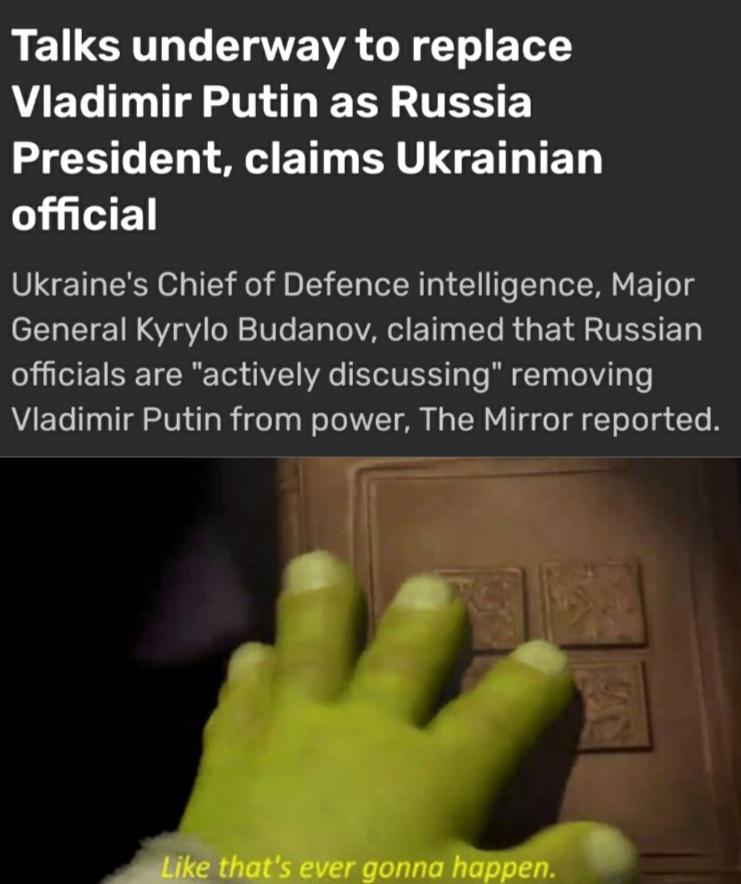 Talks underway to replace
Vladimir Putin as Russia
President, claims Ukrainian
official
Ukraine's Chief of Defence intelligence, Major
General Kyrylo Budanov, claimed that Russian
officials are "actively discussing" removing
Vladimir Putin from power, The Mirror reported.
Like that's ever gonna happen.